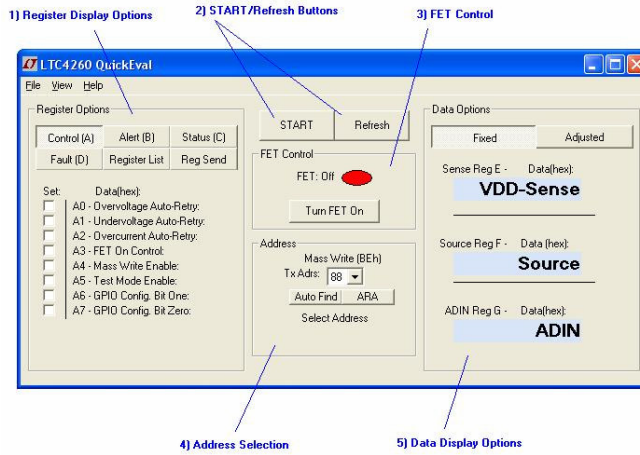 1) Register Display Options
2) START/Refresh Buttons
3) FET Control
LTC4260 QuickEval
File View Help
Register Options
Control (A) Alert (B) Status (C)
Fault (D) Register List Reg Send
Set: Data(hex):
A0 - Overvoltage Auto-Retry:
A1 - Undervoltage Auto-Retry:
A2 - Overcurrent Auto-Retry:
A3 - FET On Control:
A4 - Mass Write Enable:
A5 - Test Mode Enable:
A6 - GPIO Config. Bit One:
A7 - GPIO Config. Bit Zero:
START Refresh
FET Control
FET: Off
Turn FET On
Address
Mass Write (BEh)
Tx Adrs: 88
Auto Find ARA
Select Address
Data Options
Fixed Adjusted
Sense Reg E - Data(hex):
VDD-Sense
Source Reg F - Data (hex):
Source
ADIN Reg G - Data(hex):
ADIN
4) Address Selection
5) Data Display Options